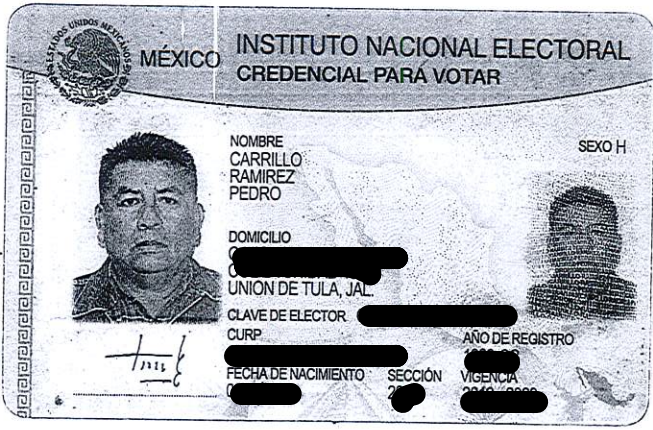 ESTADOS UNIDOS MEXICANOS
MÉXICO INSTITUTO NACIONAL ELECTORAL
CREDENCIAL PARA VOTAR
NOMBRE
CARRILLO
RAMIREZ
PEDRO
SEXO H
DOMICILIO
UNION DE TULA, JAL.
CLAVE DE ELECTOR
CURP
AÑO DE REGISTRO
FECHA DE NACIMIENTO SECCIÓN VIGENCIA